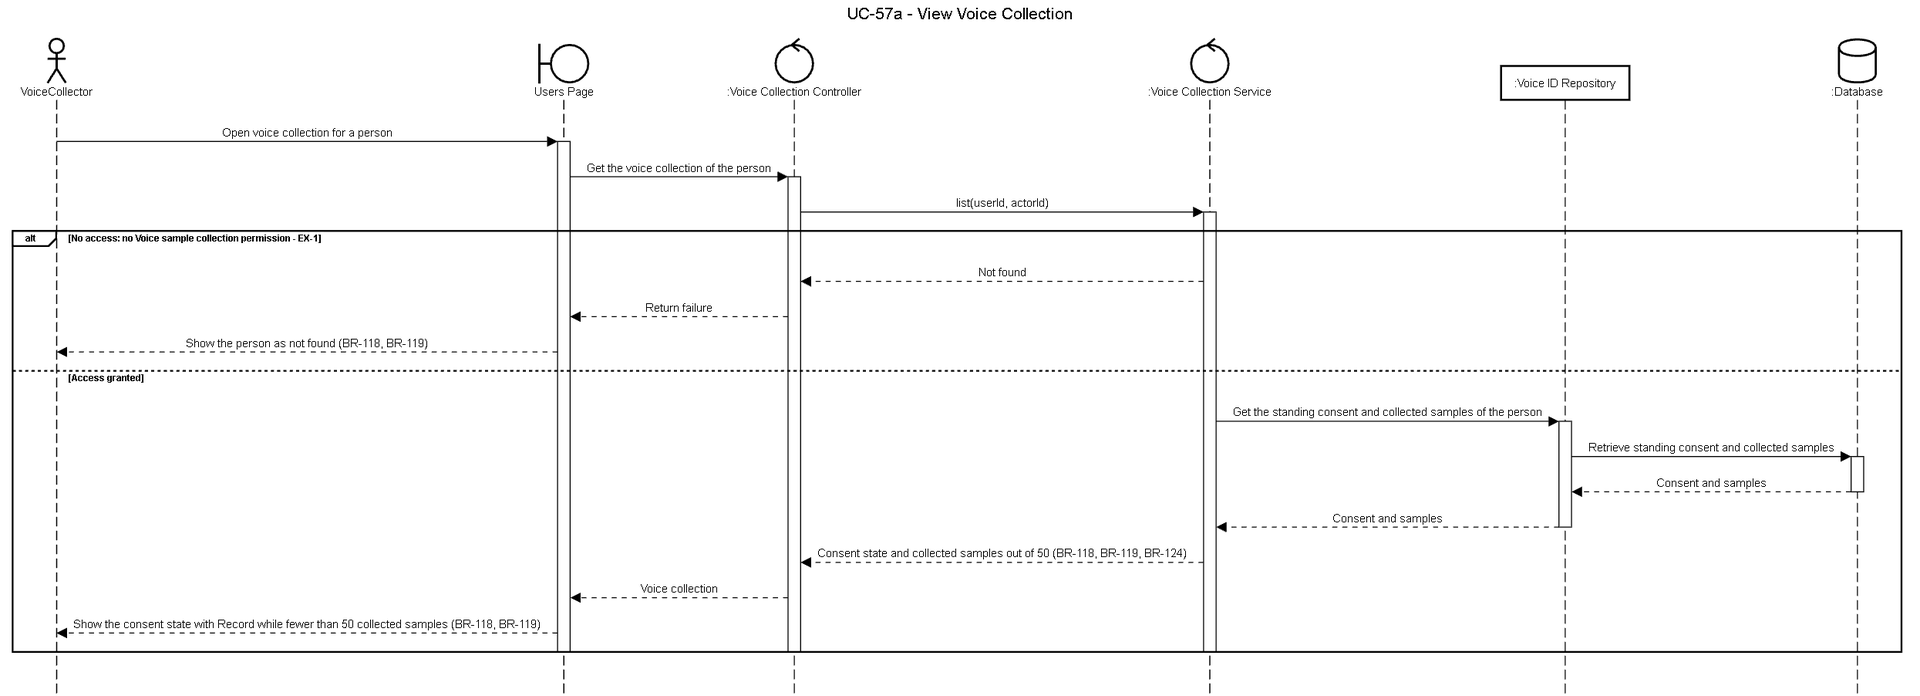 UC-57a - View Voice Collection
VoiceCollector
Users Page
:Voice Collection Controller
:Voice Collection Service
:Voice ID Repository
:Database
Open voice collection for a person
Get the voice collection of the person
list(userId, actorId)
alt
[No access: no Voice sample collection permission - EX-1]
Not found
Return failure
Show the person as not found (BR-118, BR-119)
[Access granted]
Get the standing consent and collected samples of the person
Retrieve standing consent and collected samples
Consent and samples
Consent and samples
Consent state and collected samples out of 50 (BR-118, BR-119, BR-124)
Voice collection
Show the consent state with Record while fewer than 50 collected samples (BR-118, BR-119)